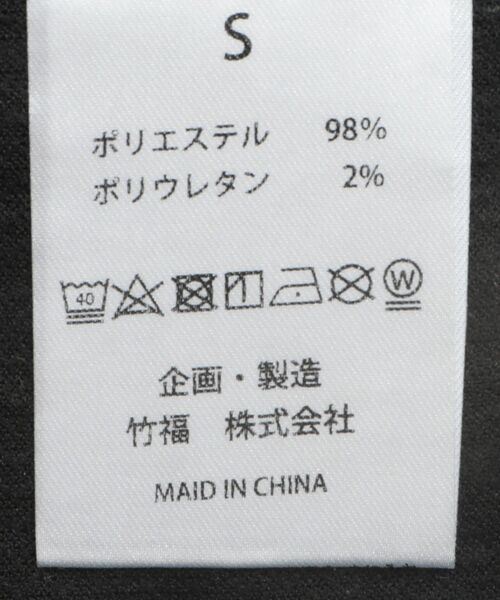 S
ポリエステル 98%
ポリウレタン 2%
40 W
企画・製造
竹福 株式会社
MAID IN CHINA